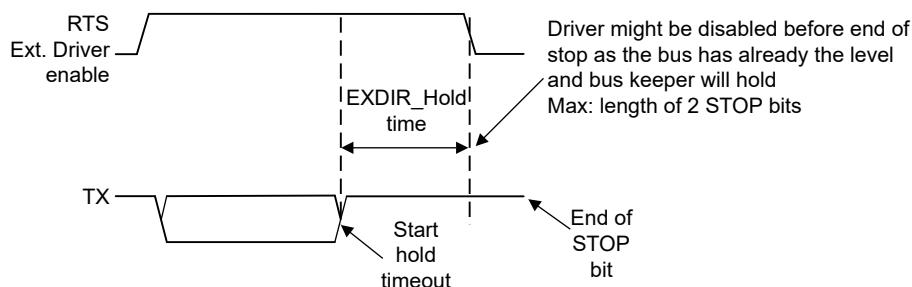 RTS
Ext. Driver
enable
Driver might be disabled before end of
stop as the bus has already the level
and bus keeper will hold
Max: length of 2 STOP bits
EXDIR_Hold
time
TX
Start
hold
timeout
End of
STOP
bit